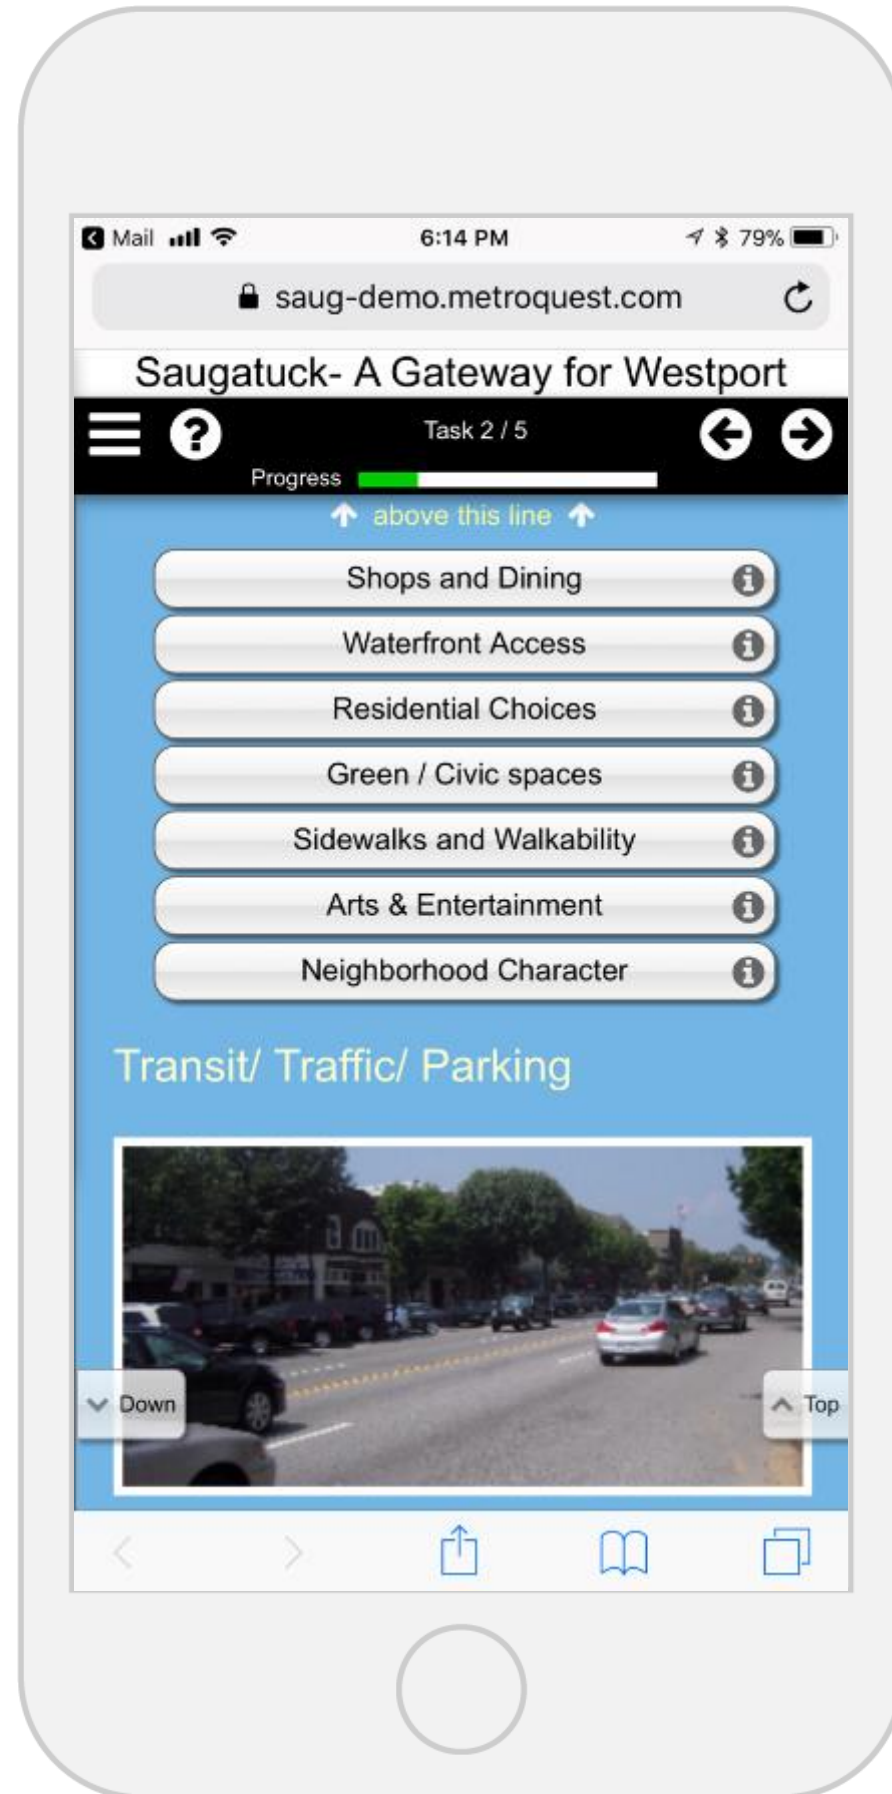 Mail 6:14 PM 79%
saug-demo.metroquest.com
Saugatuck- A Gateway for Westport
Task 2 / 5
Progress
above this line
Shops and Dining
Waterfront Access
Residential Choices
Green / Civic spaces
Sidewalks and Walkability
Arts & Entertainment
Neighborhood Character
Transit/ Traffic/ Parking
Down Top